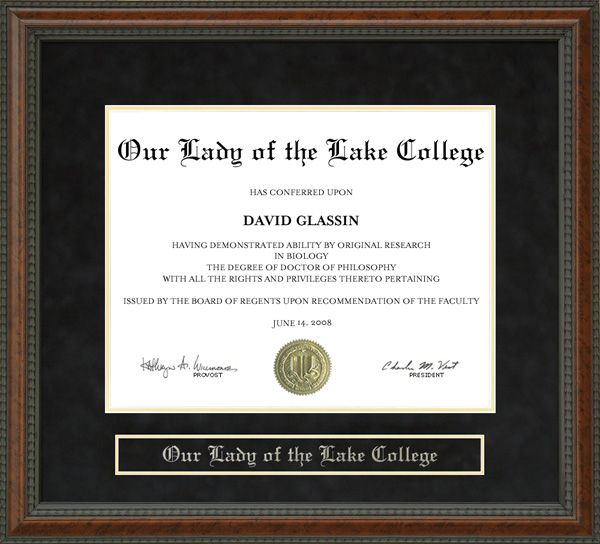 Our Lady of the Lake College
HAS CONFERRED UPON
DAVID GLASSIN
HAVING DEMONSTRATED ABILITY BY ORIGINAL RESEARCH
IN BIOLOGY
THE DEGREE OF DOCTOR OF PHILOSOPHY
WITH ALL THE RIGHTS AND PRIVILEGES THERETO PERTAINING
ISSUED BY THE BOARD OF REGENTS UPON RECOMMENDATION OF THE FACULTY
JUNE 14, 2008
Charles M. Vest
PROVOST
PRESIDENT
Our Lady of the Lake College